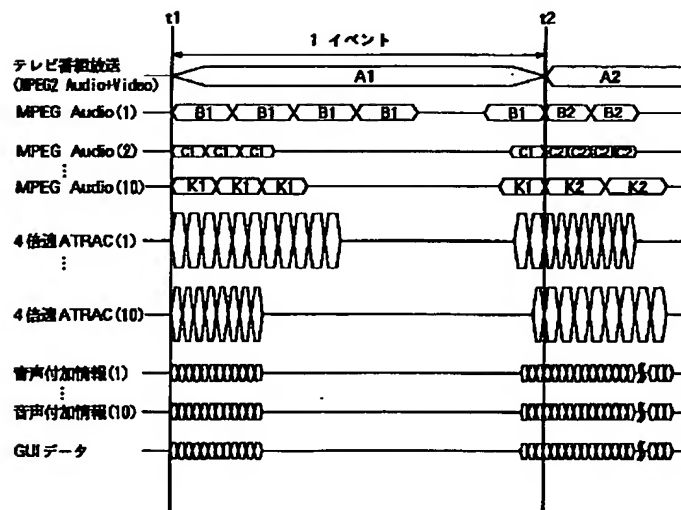 t1 t2
1 イベント
テレビ番組放送
(MPEG2 Audio+Video)
A1 A2
MPEG Audio(1) B1 B1 B1 B1 B1 B2 B2
MPEG Audio(2) C1 C1 C1 C1 C2 C2 C2 C2
⋮
MPEG Audio(10) K1 K1 K1 K1 K2 K2
4倍速ATRAC(1)
⋮
4倍速ATRAC(10)
音声付加情報(1)
⋮
音声付加情報(10)
GUIデータ